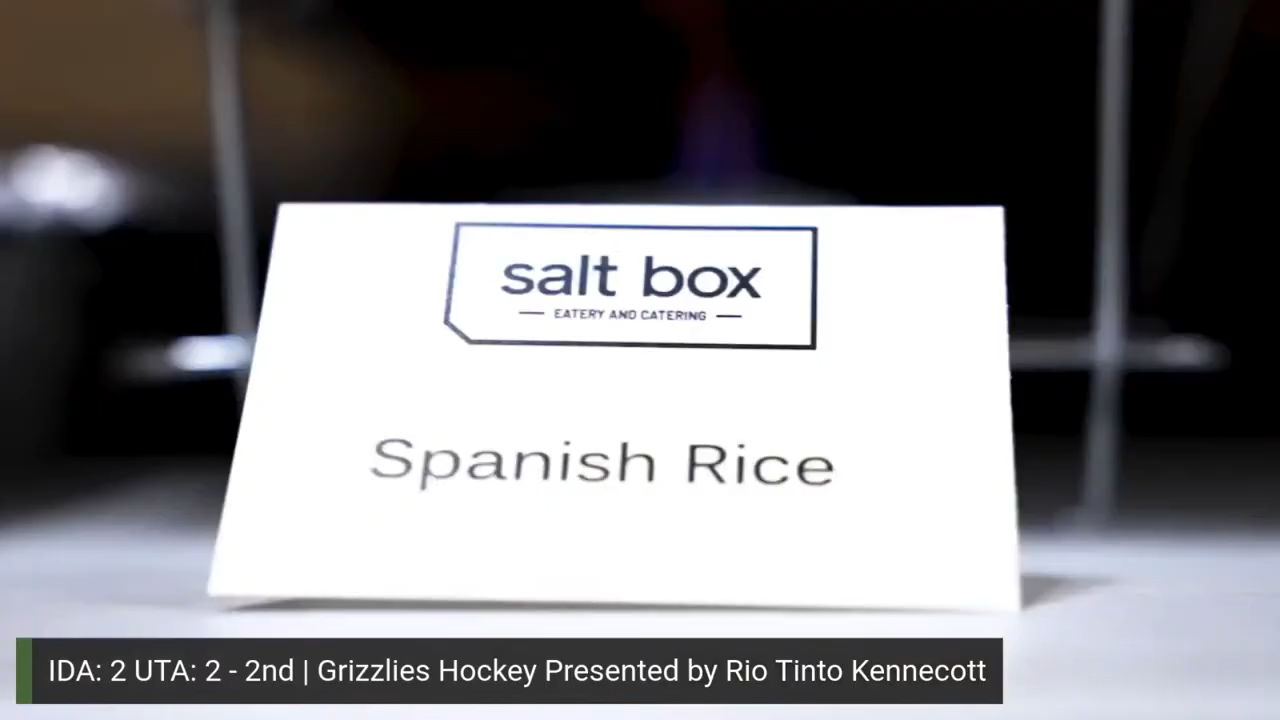 salt box
EATERY AND CATERING
Spanish Rice
IDA: 2 UTA: 2 - 2nd | Grizzlies Hockey Presented by Rio Tinto Kennecott